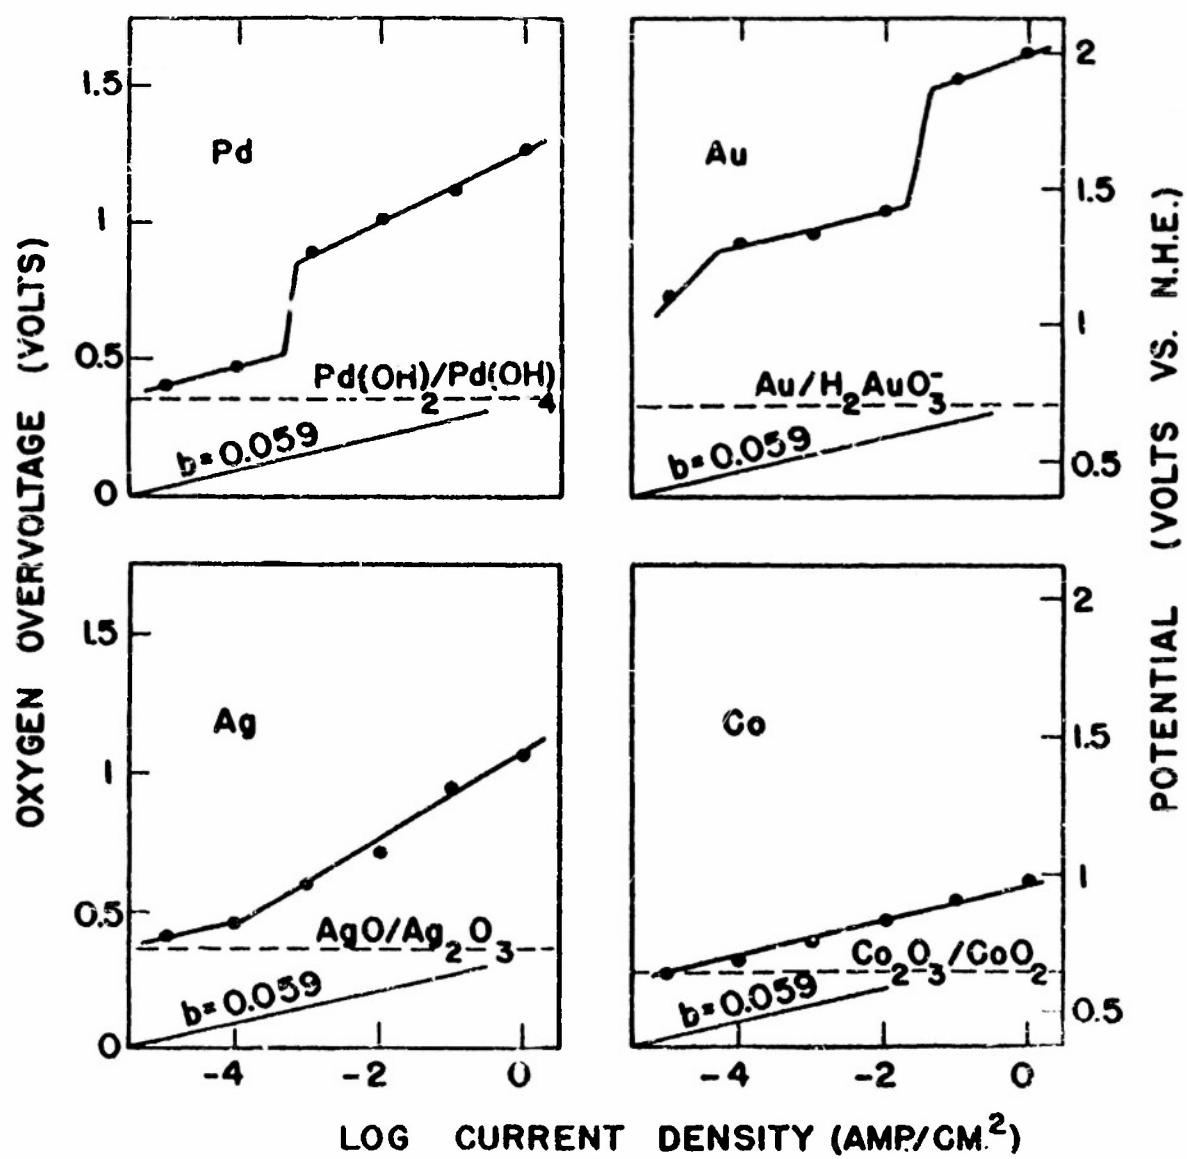 OXYGEN OVERVOLTAGE (VOLTS)
1.5
1
0.5
0
Pd
Pd(OH)2/Pd(OH)4
b=0.059
Au
Au/H2AuO3-
b=0.059
2
1.5
1
0.5
1.5
1
0.5
0
Ag
AgO/Ag2O3
b=0.059
-4 -2 0
Co
Co2O3/CoO2
b=0.059
-4 -2 0
2
1.5
1
0.5
POTENTIAL (VOLTS VS. N.H.E.)
LOG CURRENT DENSITY (AMP./CM.2)